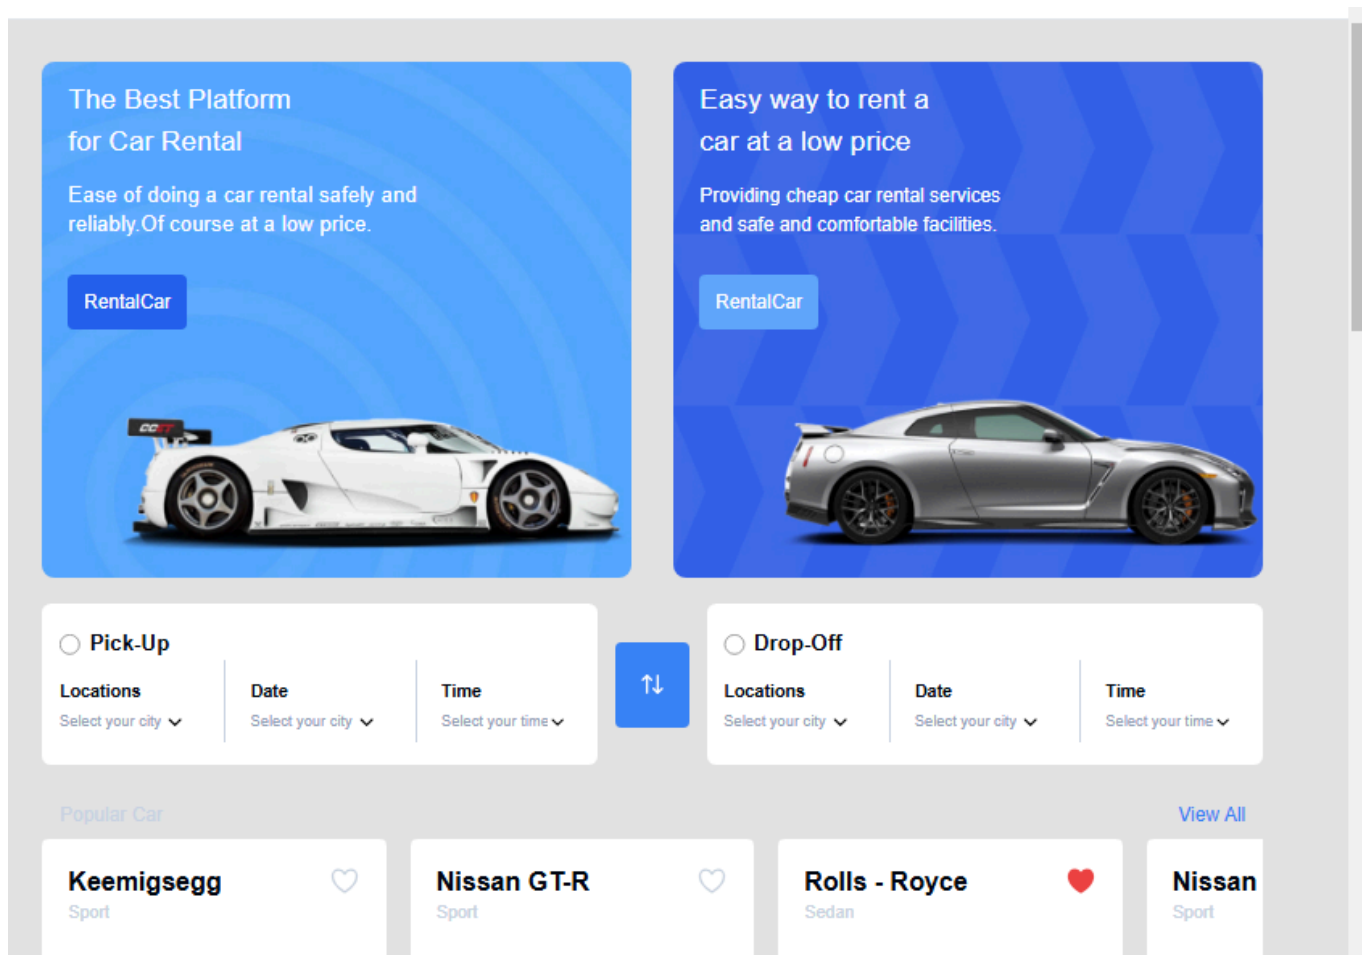 The Best Platform
for Car Rental
Ease of doing a car rental safely and
reliably.Of course at a low price.
RentalCar
Easy way to rent a
car at a low price
Providing cheap car rental services
and safe and comfortable facilities.
RentalCar
Pick-Up
Locations
Select your city
Date
Select your city
Time
Select your time
Drop-Off
Locations
Select your city
Date
Select your city
Time
Select your time
Popular Car
View All
Keemigsegg
Sport
Nissan GT-R
Sport
Rolls - Royce
Sedan
Nissan
Sport